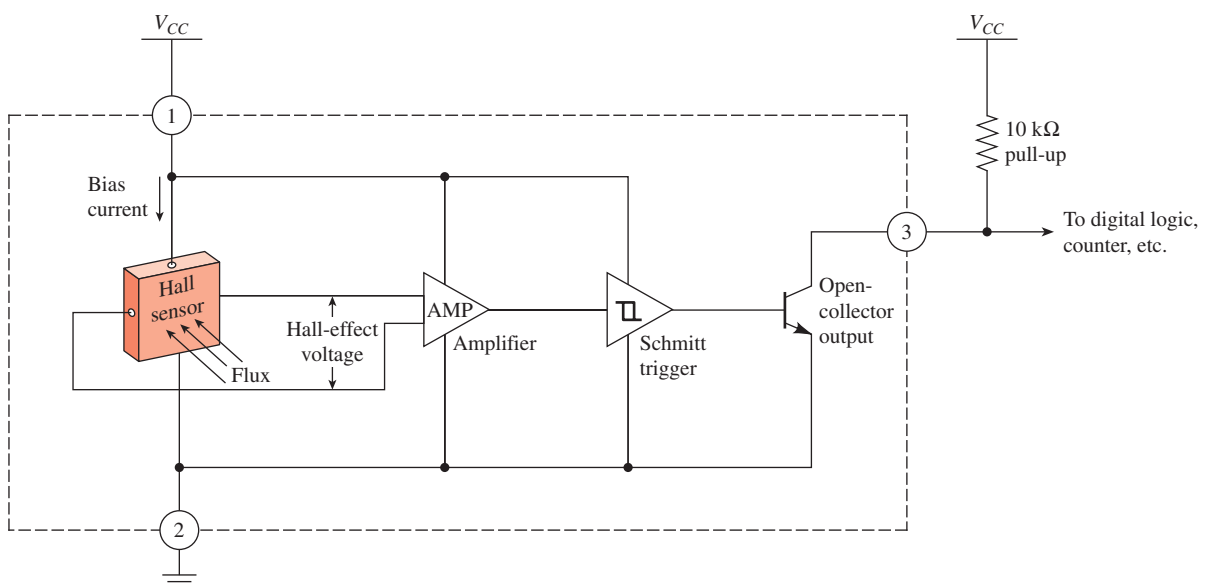 V_CC
V_CC
1
10 kΩ
pull-up
Bias
current
3
To digital logic,
counter, etc.
Hall
sensor
AMP
Open-
collector
output
Hall-effect
voltage
Amplifier
Schmitt
trigger
Flux
2